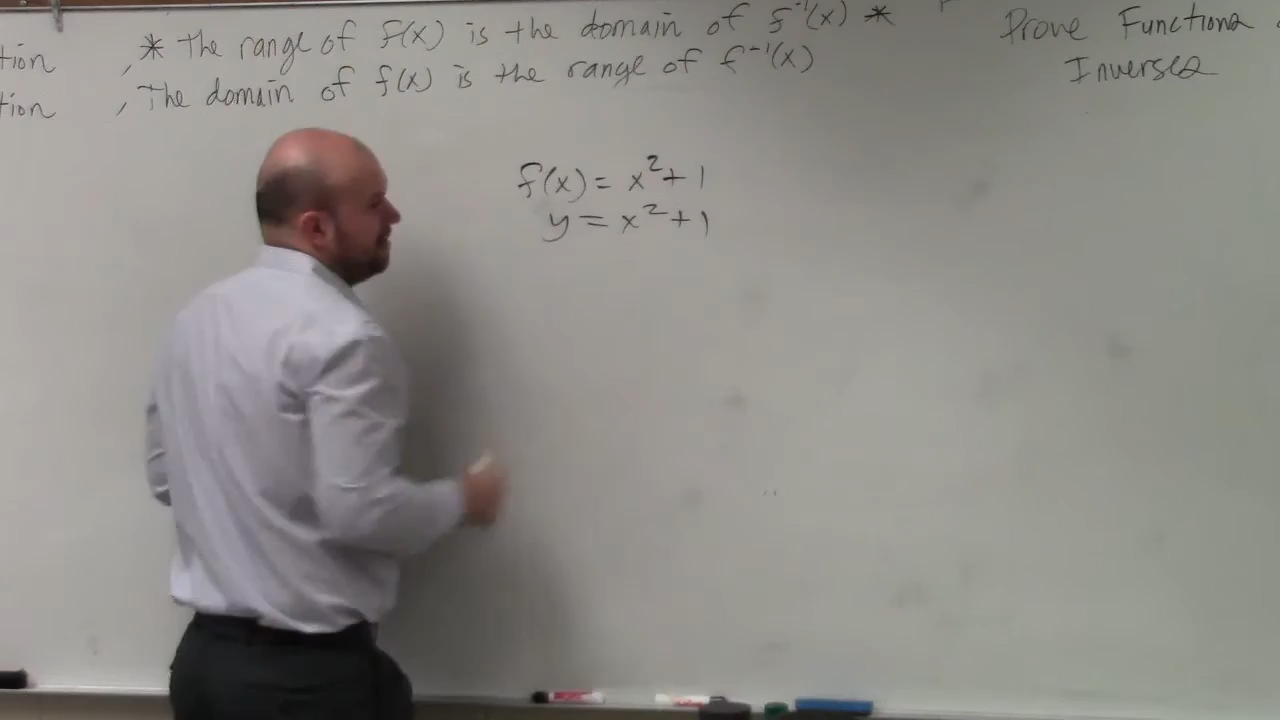 tion * The range of f(x) is the domain of f⁻¹(x) *
tion , The domain of f(x) is the range of f⁻¹(x)
Prove Functions
Inverses
f(x) = x² + 1
y = x² + 1